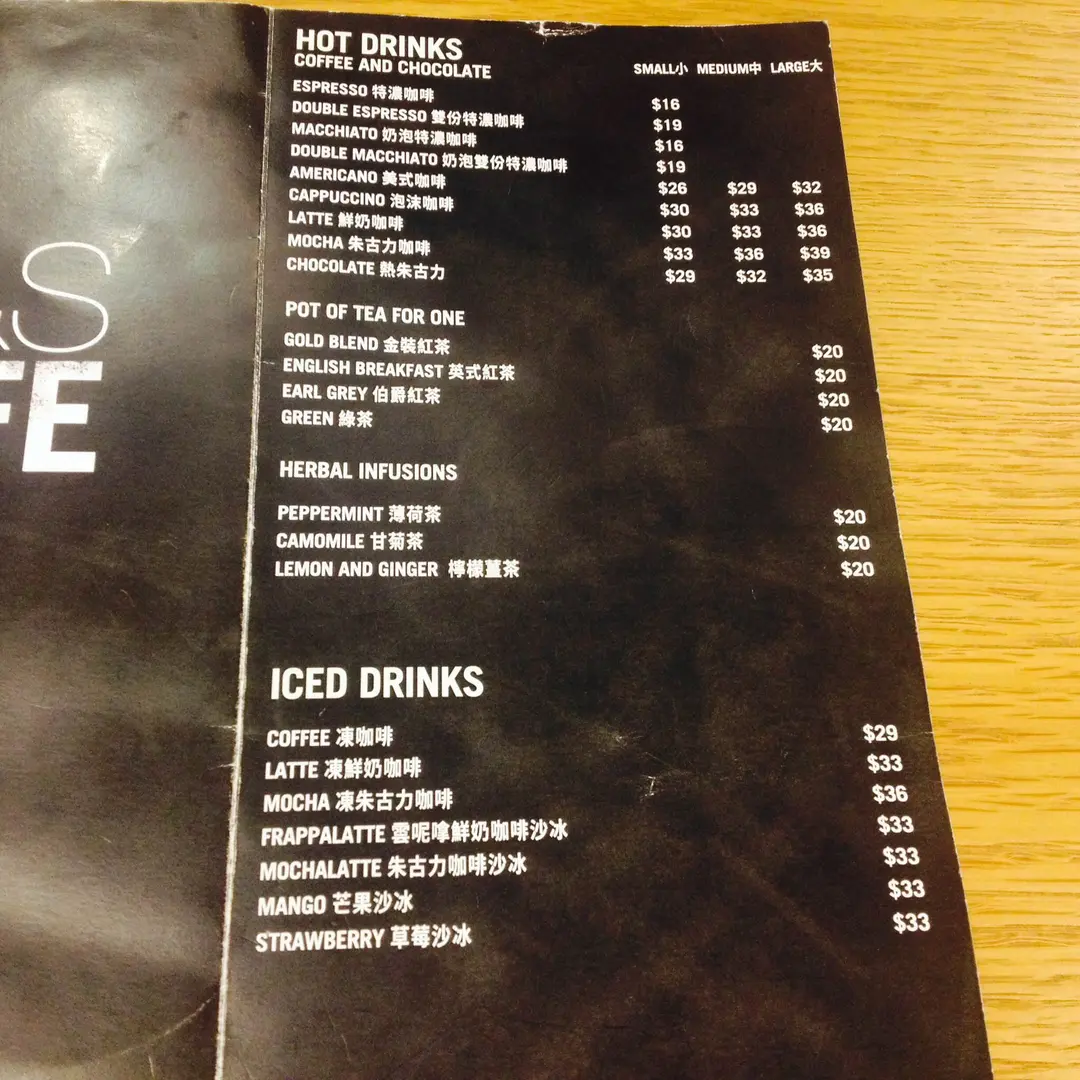 S
FE
HOT DRINKS
COFFEE AND CHOCOLATE SMALL小 MEDIUM中 LARGE大
ESPRESSO 特濃咖啡 $16
DOUBLE ESPRESSO 雙份特濃咖啡 $19
MACCHIATO 奶泡特濃咖啡 $16
DOUBLE MACCHIATO 奶泡雙份特濃咖啡 $19
AMERICANO 美式咖啡 $26 $29 $32
CAPPUCCINO 泡沫咖啡 $30 $33 $36
LATTE 鮮奶咖啡 $30 $33 $36
MOCHA 朱古力咖啡 $33 $36 $39
CHOCOLATE 熱朱古力 $29 $32 $35
POT OF TEA FOR ONE
GOLD BLEND 金裝紅茶 $20
ENGLISH BREAKFAST 英式紅茶 $20
EARL GREY 伯爵紅茶 $20
GREEN 綠茶 $20
HERBAL INFUSIONS
PEPPERMINT 薄荷茶 $20
CAMOMILE 甘菊茶 $20
LEMON AND GINGER 檸檬薑茶 $20
ICED DRINKS
COFFEE 凍咖啡 $29
LATTE 凍鮮奶咖啡 $33
MOCHA 凍朱古力咖啡 $36
FRAPPALATTE 雲呢嗱鮮奶咖啡沙冰 $33
MOCHALATTE 朱古力咖啡沙冰 $33
MANGO 芒果沙冰 $33
STRAWBERRY 草莓沙冰 $33